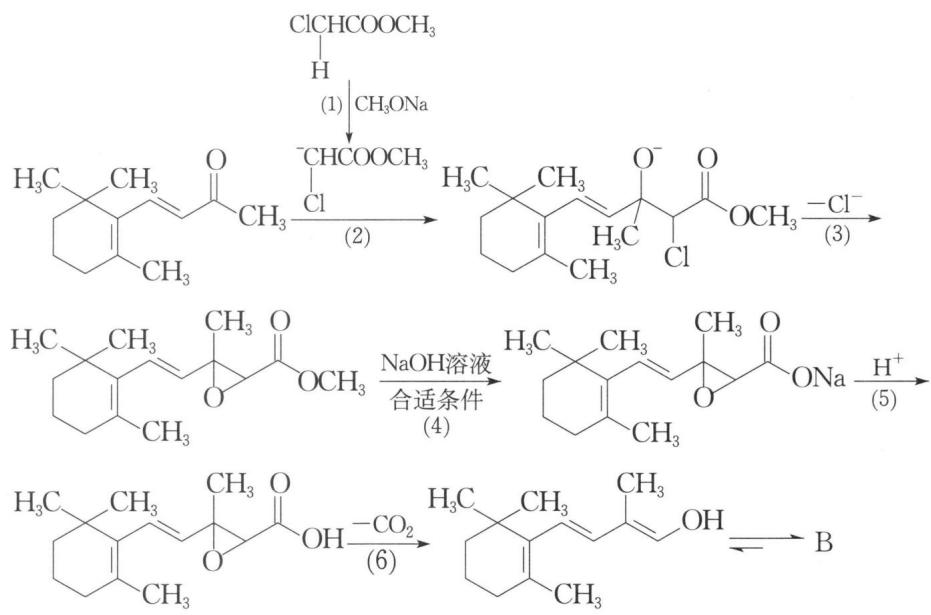 ClCHCOOCH₃
H
(1) CH₃ONa
⁻CHCOOCH₃
Cl
H₃C CH₃ O CH₃ CH₃
(2)
H₃C CH₃ O⁻ O OCH₃ H₃C Cl CH₃
−Cl⁻
(3)
H₃C CH₃ CH₃ O OCH₃ O CH₃
NaOH溶液
合适条件
(4)
H₃C CH₃ CH₃ O ONa O CH₃
H⁺
(5)
H₃C CH₃ CH₃ O OH O CH₃
−CO₂
(6)
H₃C CH₃ CH₃ OH CH₃
B